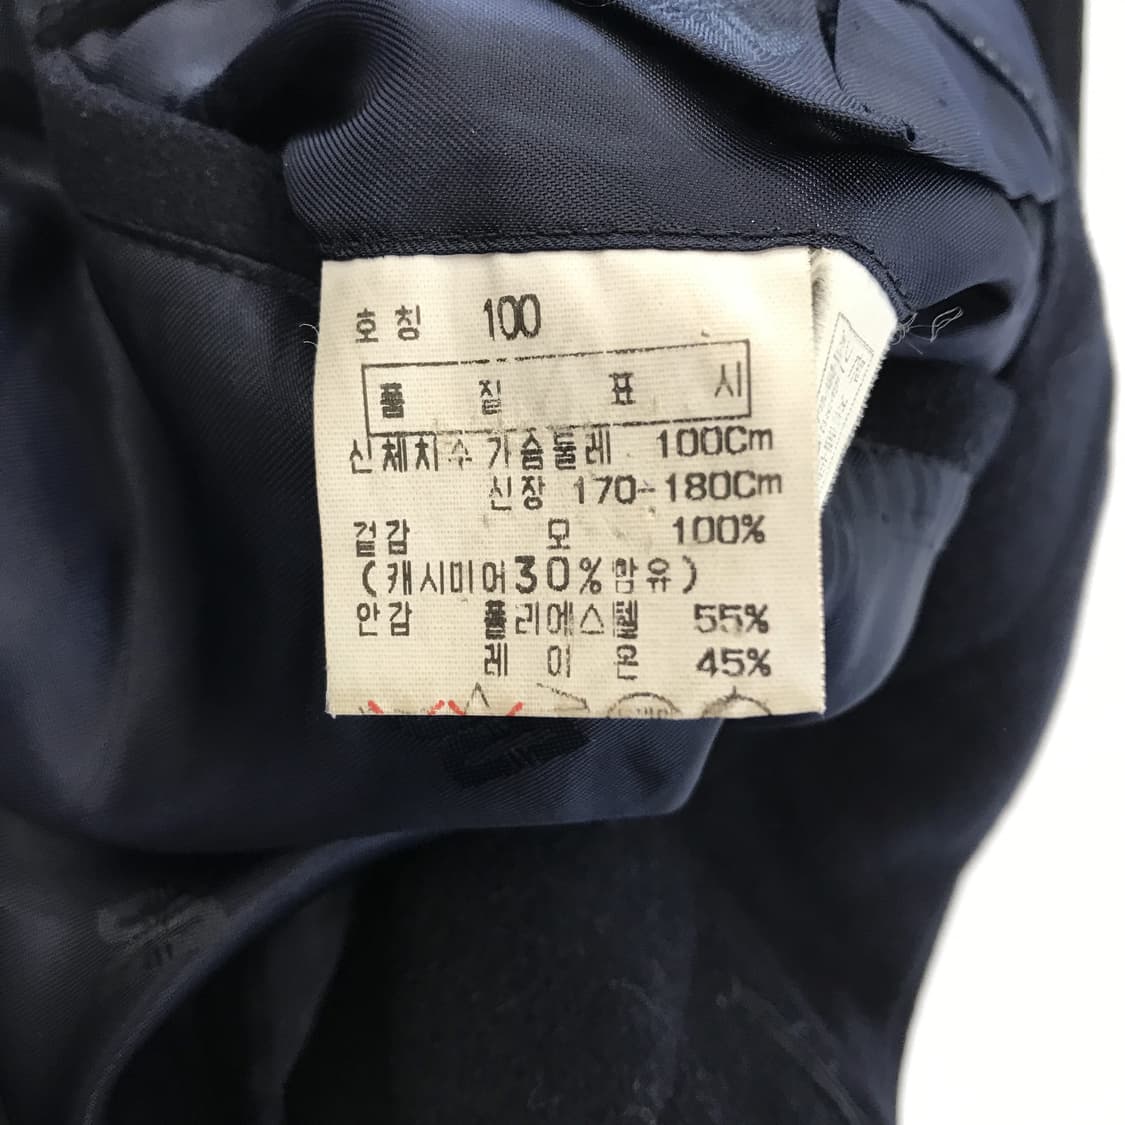 호칭 100
품질표시
신체치수 가슴둘레 100Cm
신장 170-180Cm
겉감 모 100%
(캐시미어30%함유)
안감 폴리에스텔 55%
레이온 45%